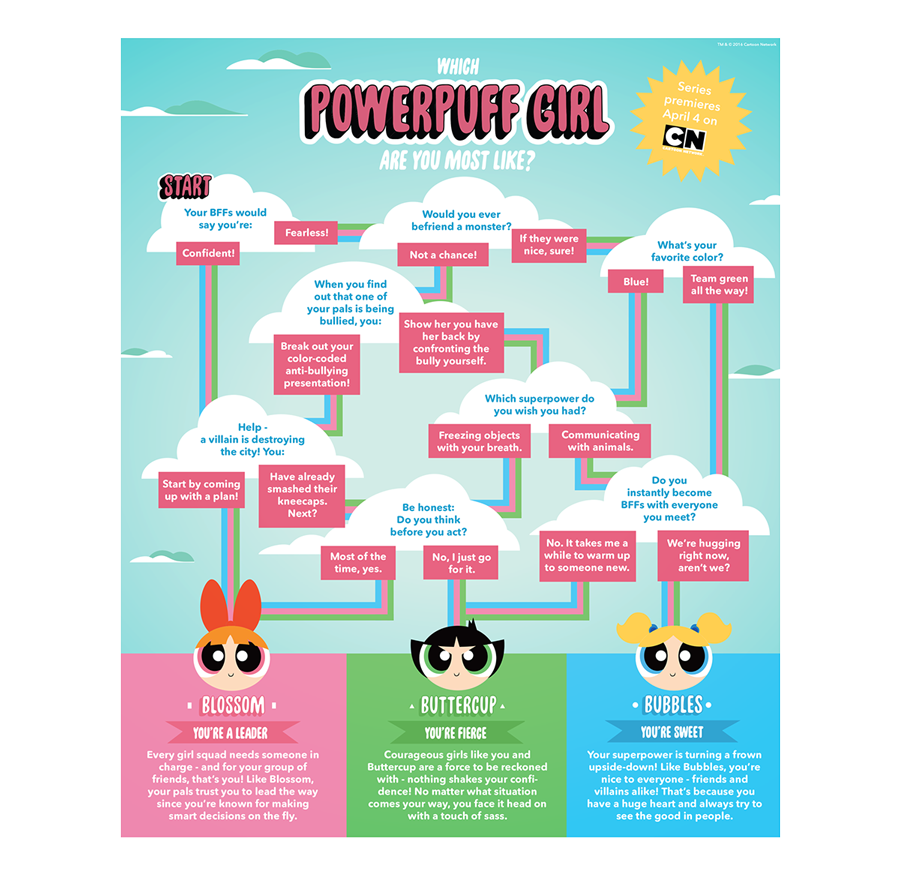 TM & © 2016 Cartoon Network
WHICH
POWERPUFF GIRL
ARE YOU MOST LIKE?
Series
premieres
April 4 on
CN
CARTOON NETWORK
START
Your BFFs would
say you're:
Fearless!
Confident!
Would you ever
befriend a monster?
Not a chance!
If they were
nice, sure!
What's your
favorite color?
Blue!
Team green
all the way!
When you find
out that one of
your pals is being
bullied, you:
Break out your
color-coded
anti-bullying
presentation!
Show her you have
her back by
confronting the
bully yourself.
Which superpower do
you wish you had?
Freezing objects
with your breath.
Communicating
with animals.
Help -
a villain is destroying
the city! You:
Start by coming
up with a plan!
Have already
smashed their
kneecaps.
Next?
Be honest:
Do you think
before you act?
Most of the
time, yes.
No, I just go
for it.
Do you
instantly become
BFFs with everyone
you meet?
No. It takes me a
while to warm up
to someone new.
We're hugging
right now,
aren't we?
BLOSSOM
YOU'RE A LEADER
Every girl squad needs someone in
charge - and for your group of
friends, that's you! Like Blossom,
your pals trust you to lead the way
since you're known for making
smart decisions on the fly.
BUTTERCUP
YOU'RE FIERCE
Courageous girls like you and
Buttercup are a force to be reckoned
with - nothing shakes your confi-
dence! No matter what situation
comes your way, you face it head on
with a touch of sass.
BUBBLES
YOU'RE SWEET
Your superpower is turning a frown
upside-down! Like Bubbles, you're
nice to everyone - friends and
villains alike! That's because you
have a huge heart and always try to
see the good in people.